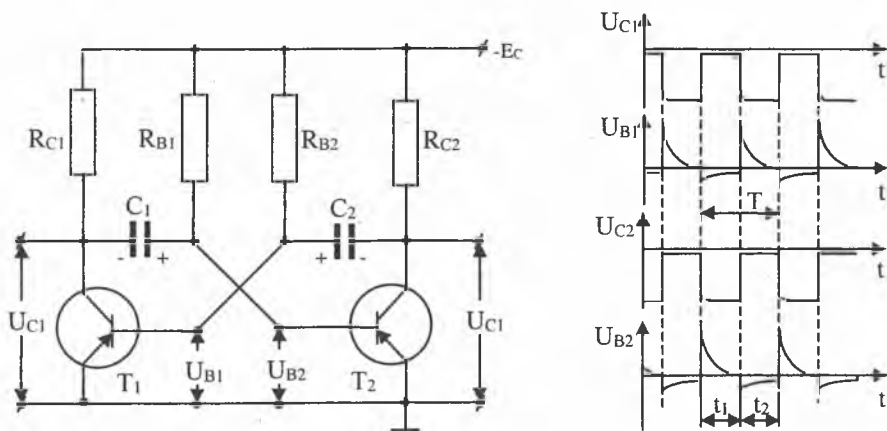 -EC
RC1
RB1
RB2
RC2
C1
C2
- +
+ -
UC1
T1
UB1
UB2
T2
UC1
UC1
t
UB1
t
T
UC2
t
UB2
t
t1
t2